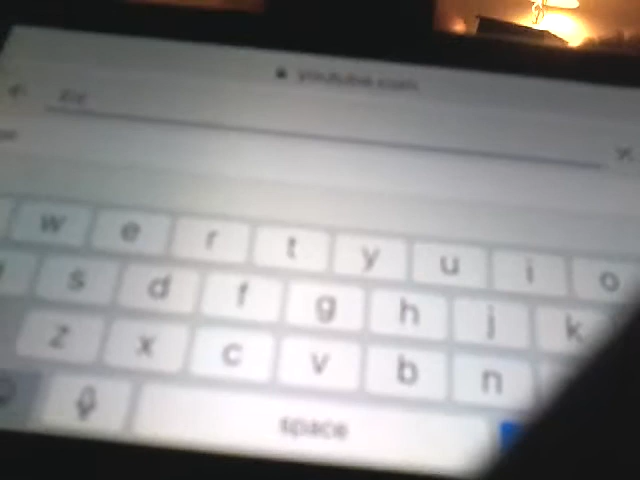 youtube.com
w e r t y u i o
s d f g h j k
z x c v b n
space